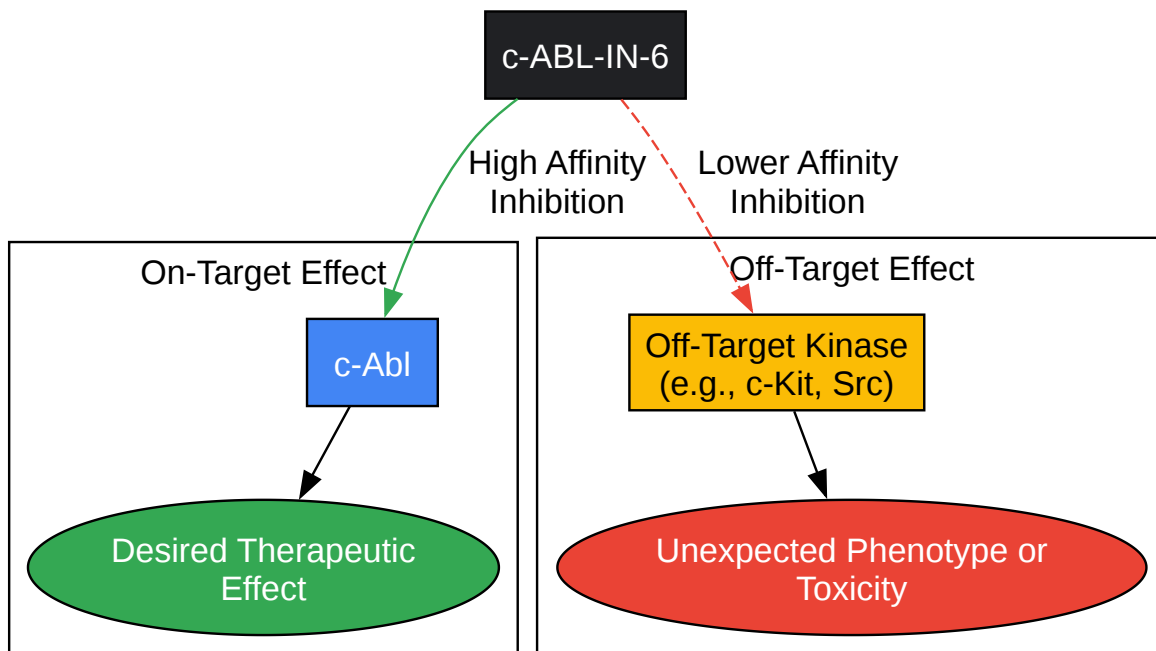 c-ABL-IN-6
High Affinity
Inhibition
Lower Affinity
Inhibition
On-Target Effect
Off-Target Effect
c-Abl
Off-Target Kinase
(e.g., c-Kit, Src)
Desired Therapeutic
Effect
Unexpected Phenotype or
Toxicity